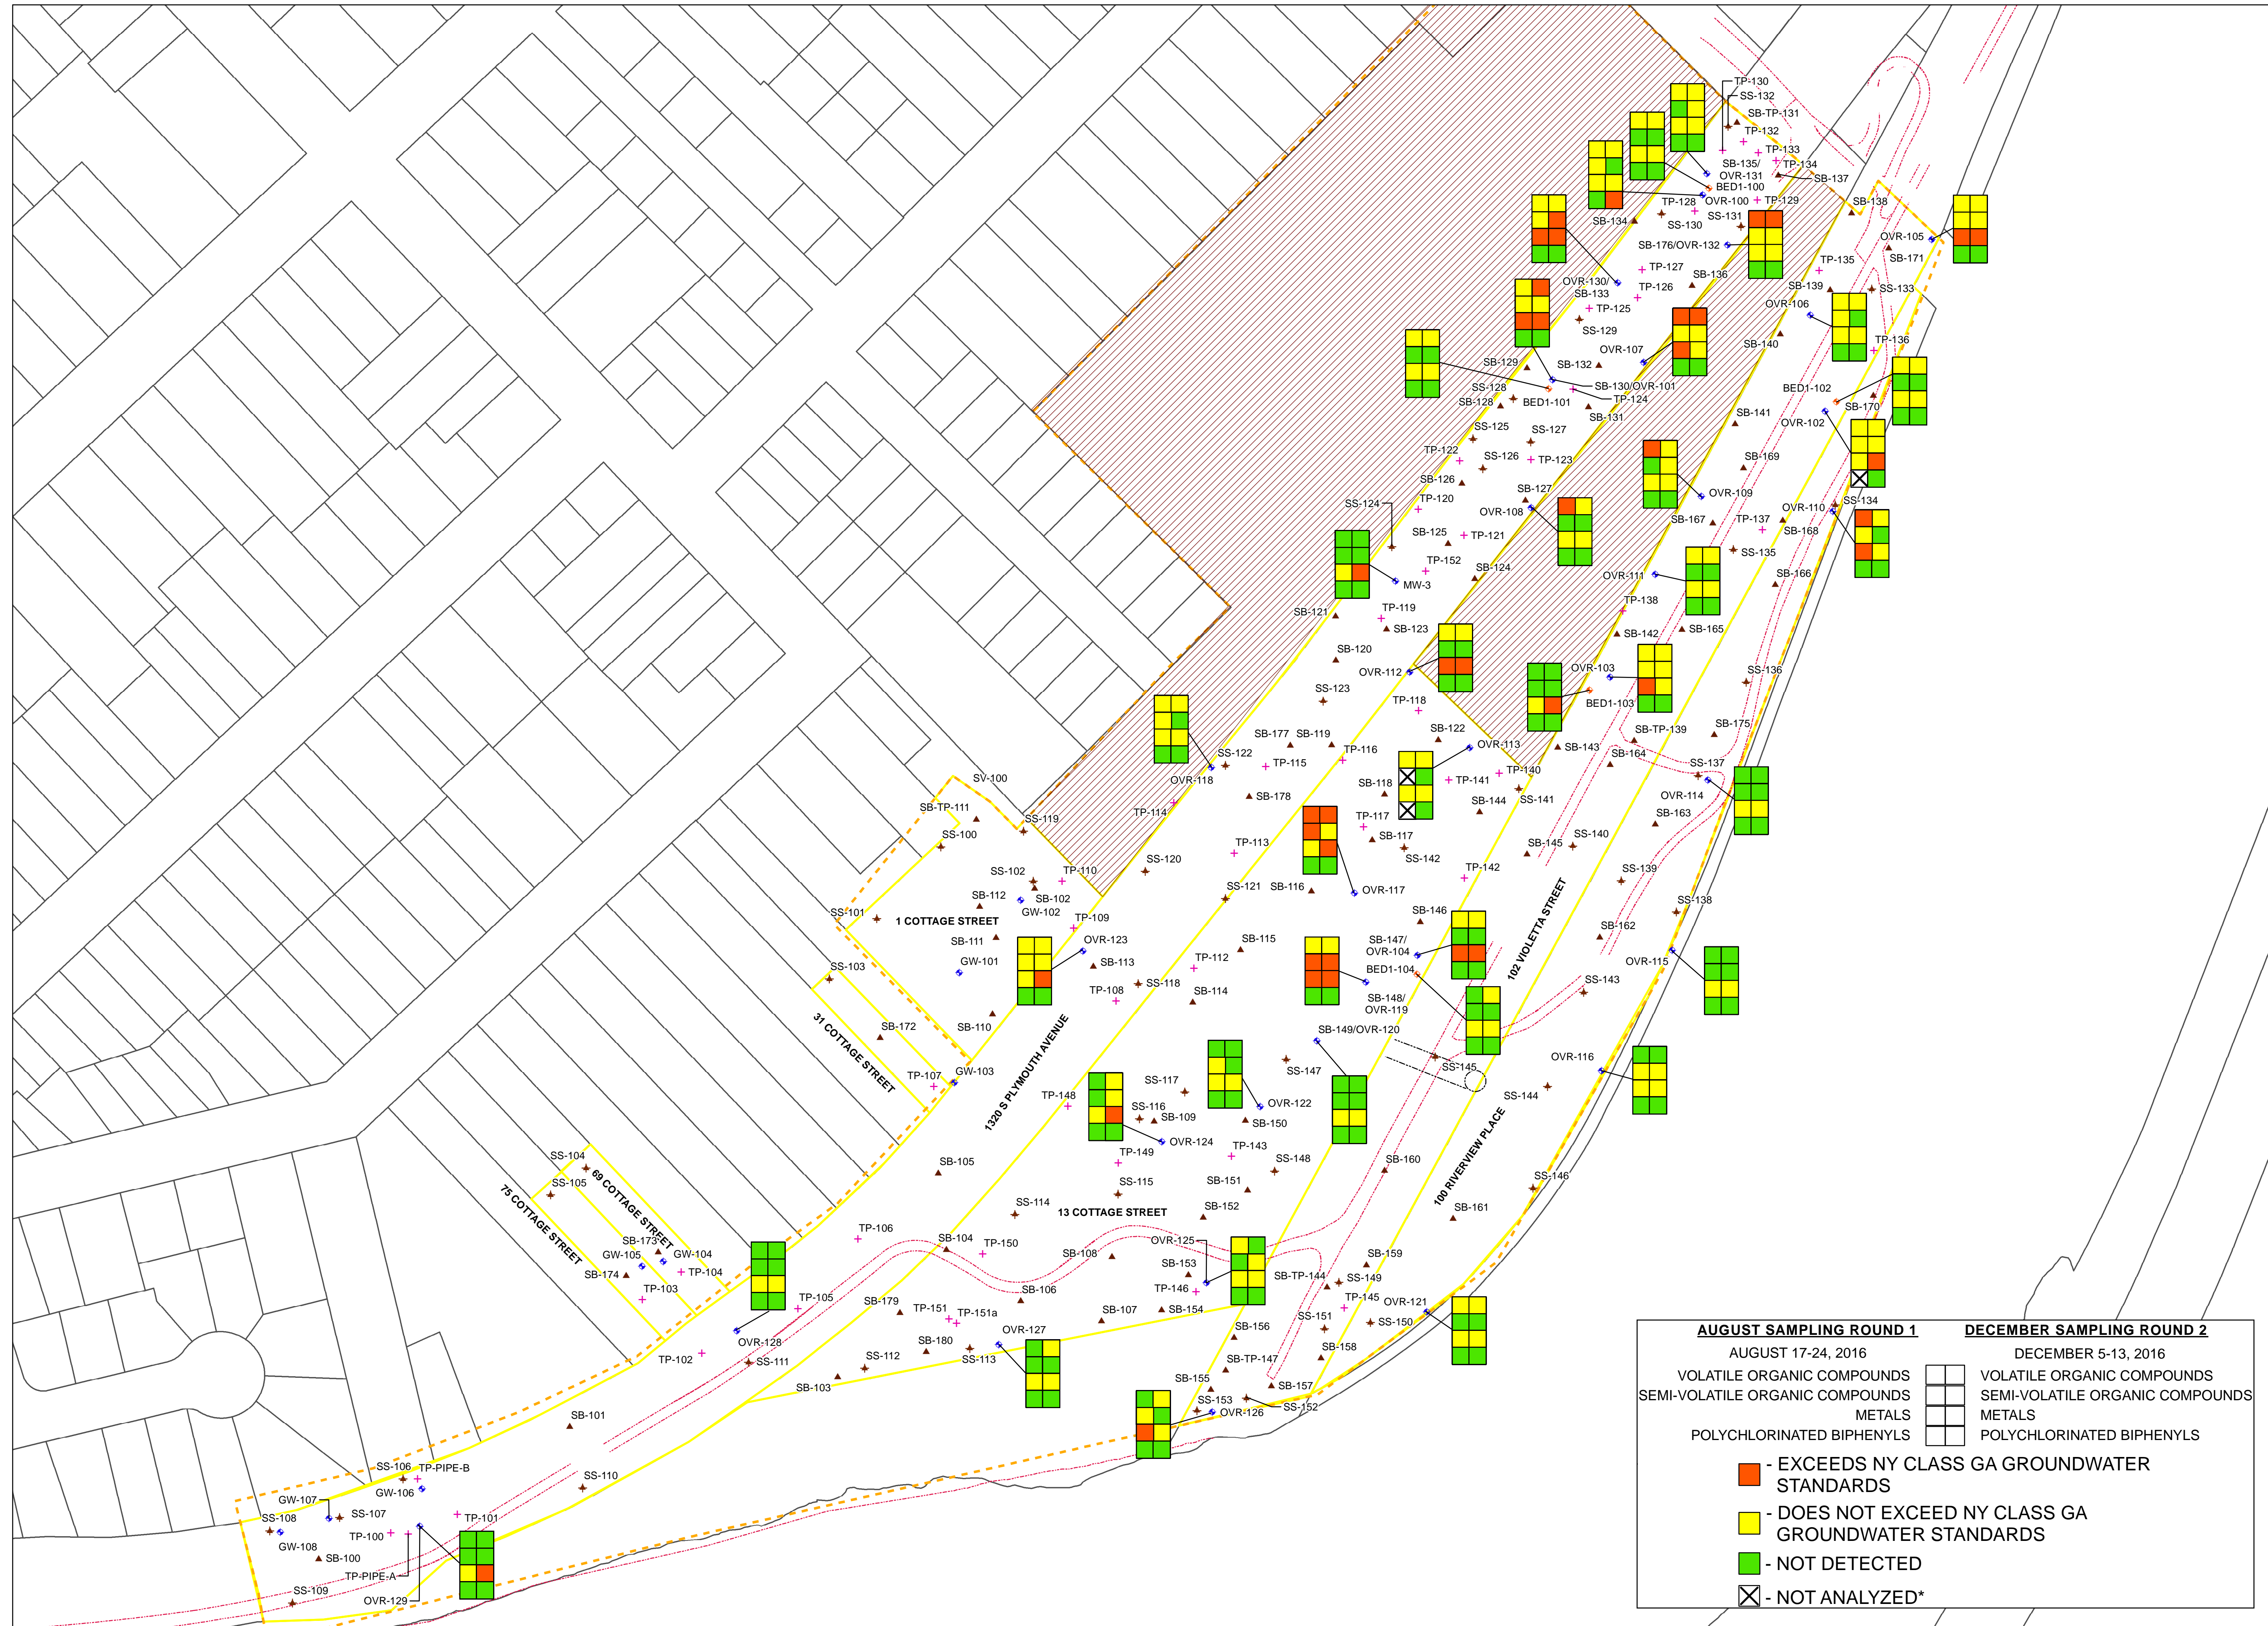 TP-130
SS-132
SB-TP-131
TP-132
TP-133
TP-134
SB-135/
OVR-131
SB-137
BED1-100
TP-128
OVR-100
TP-129
SB-134
SS-130
SS-131
SB-138
SB-176/OVR-132
OVR-105
SB-171
TP-127
SB-136
TP-135
OVR-130/
SB-133
TP-126
SB-139
SS-133
TP-125
OVR-106
SS-129
SB-140
TP-136
OVR-107
SB-129
SB-132
SS-128
SB-130/OVR-101
BED1-102
SB-128
BED1-101
TP-124
SB-170
SB-131
SB-141
OVR-102
SS-125
SS-127
TP-122
SS-126
TP-123
SB-169
SB-126
SB-127
OVR-109
SS-124
TP-120
OVR-108
SS-134
OVR-110
SB-167
TP-137
SB-168
SB-125
TP-121
SS-135
TP-152
SB-124
OVR-111
SB-166
MW-3
SB-121
TP-119
TP-138
SB-123
SB-142
SB-165
SB-120
OVR-112
OVR-103
SS-136
SS-123
TP-118
BED1-103
SB-177
SB-119
SB-122
SB-TP-139
SB-175
SS-122
TP-116
OVR-113
SB-143
SB-164
TP-115
SS-137
OVR-118
SV-100
SB-118
TP-141
TP-140
OVR-114
SB-TP-111
TP-114
SB-178
SB-144
SS-141
SS-119
TP-117
SB-163
SS-100
SB-117
SS-140
TP-113
SS-142
SB-145
SS-120
SS-102
TP-110
TP-142
SS-139
SB-112
SB-102
SS-121
SB-116
OVR-117
SS-101
GW-102
1 COTTAGE STREET
TP-109
SB-146
SS-138
SB-111
OVR-123
SB-115
SB-147/
OVR-104
SB-162
GW-101
SB-113
TP-112
BED1-104
102 VIOLETTA STREET
OVR-115
SS-103
SS-118
SS-143
TP-108
SB-114
SB-148/
OVR-119
SB-110
SB-172
31 COTTAGE STREET
1320 S PLYMOUTH AVENUE
SB-149/OVR-120
OVR-116
GW-103
TP-107
SS-147
SS-145
SS-117
SS-144
TP-148
SS-116
SB-109
OVR-122
SB-150
OVR-124
TP-143
TP-149
SS-148
SB-160
100 RIVERVIEW PLACE
SS-104
SS-105
SB-105
SS-115
SB-151
SS-146
69 COTTAGE STREET
75 COTTAGE STREET
SS-114
13 COTTAGE STREET
SB-152
SB-161
TP-106
SB-173
SB-104
TP-150
OVR-125
GW-105
GW-104
SB-108
SB-159
SB-174
TP-104
SB-153
SB-TP-144
SS-149
TP-103
TP-146
SB-106
TP-105
SB-179
TP-151
TP-151a
SB-107
SB-154
SS-151
TP-145
OVR-121
SS-150
OVR-128
SB-180
OVR-127
SB-156
TP-102
SS-111
SS-112
SS-113
SB-158
SB-TP-147
SB-103
SB-155
SB-157
SS-153
SS-152
OVR-126
SB-101
SS-106
TP-PIPE-B
GW-106
SS-110
GW-107
SS-107
SS-108
TP-101
TP-100
GW-108
SB-100
TP-PIPE-A
SS-109
OVR-129
AUGUST SAMPLING ROUND 1
DECEMBER SAMPLING ROUND 2
AUGUST 17-24, 2016
DECEMBER 5-13, 2016
VOLATILE ORGANIC COMPOUNDS
VOLATILE ORGANIC COMPOUNDS
SEMI-VOLATILE ORGANIC COMPOUNDS
SEMI-VOLATILE ORGANIC COMPOUNDS
METALS
METALS
POLYCHLORINATED BIPHENYLS
POLYCHLORINATED BIPHENYLS
- EXCEEDS NY CLASS GA GROUNDWATER
STANDARDS
- DOES NOT EXCEED NY CLASS GA
GROUNDWATER STANDARDS
- NOT DETECTED
- NOT ANALYZED*